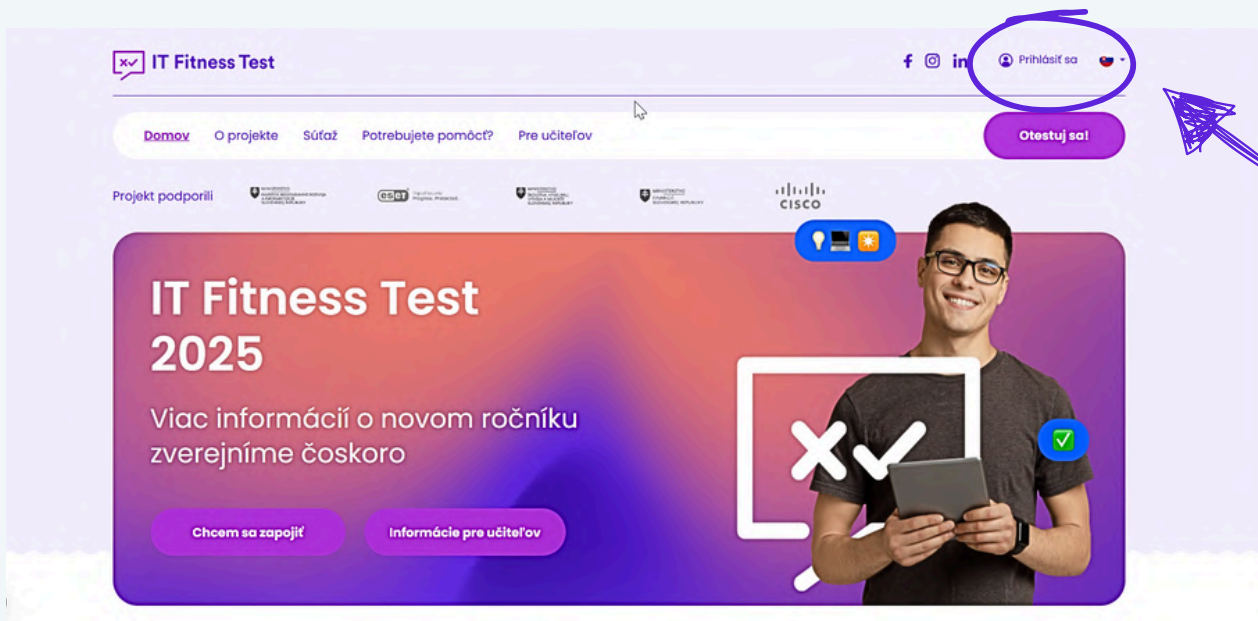 IT Fitness Test
Prihlásiť sa
Domov O projekte Súťaž Potrebujete pomôcť? Pre učiteľov
Otestuj sa!
Projekt podporili
eset
CISCO
IT Fitness Test
2025
Viac informácií o novom ročníku
zverejníme čoskoro
Chcem sa zapojiť
Informácie pre učiteľov